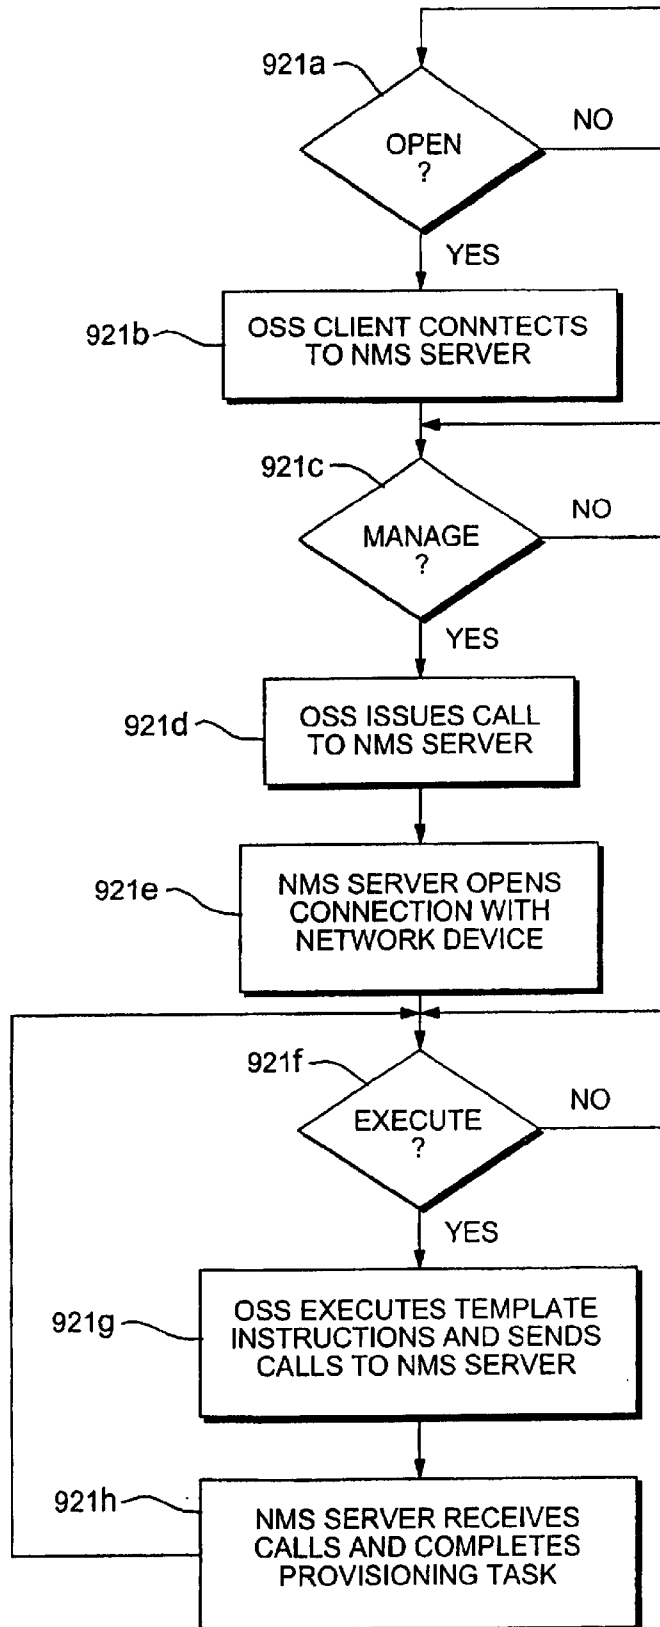 921a
OPEN
?
NO
YES
921b
OSS CLIENT CONNTECTS
TO NMS SERVER
921c
MANAGE
?
NO
YES
921d
OSS ISSUES CALL
TO NMS SERVER
921e
NMS SERVER OPENS
CONNECTION WITH
NETWORK DEVICE
921f
EXECUTE
?
NO
YES
921g
OSS EXECUTES TEMPLATE
INSTRUCTIONS AND SENDS
CALLS TO NMS SERVER
921h
NMS SERVER RECEIVES
CALLS AND COMPLETES
PROVISIONING TASK